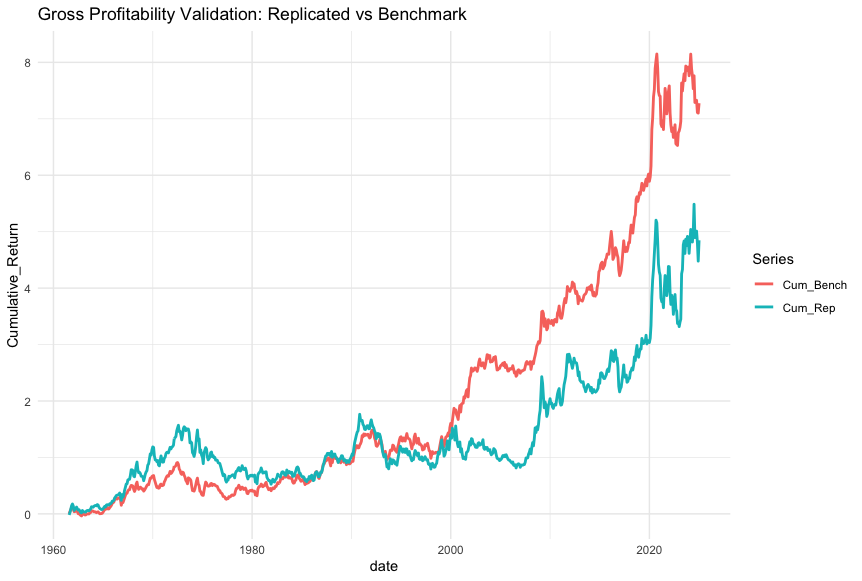 Gross Profitability Validation: Replicated vs Benchmark
Cumulative_Return
8
6
4
2
0
1960
1980
2000
2020
date
Series
Cum_Bench
Cum_Rep